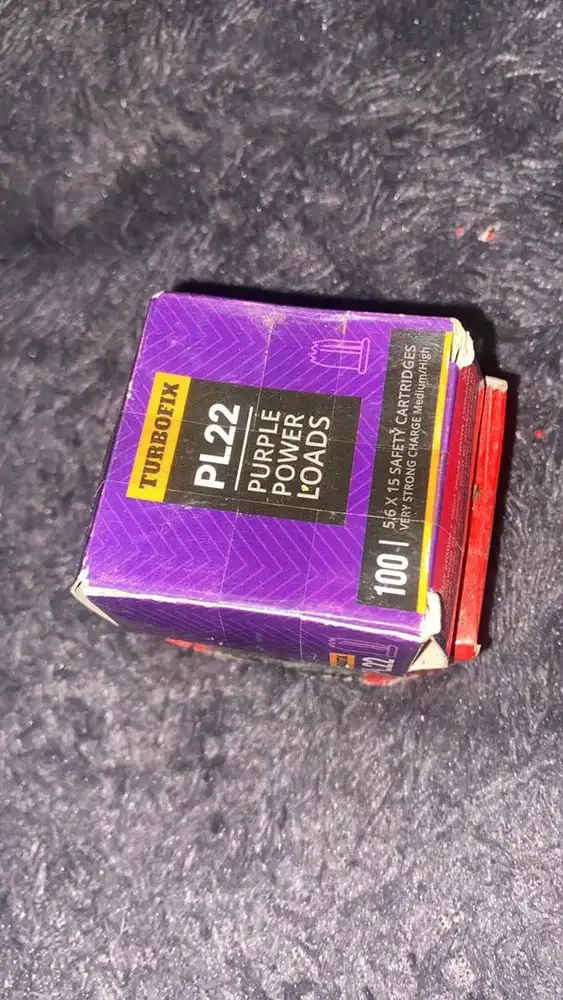 TURBOFIX
PL22
PURPLE
POWER
LOADS
100
5,6 X 15 SAFETY CARTRIDGES
VERY STRONG CHARGE Medium/High